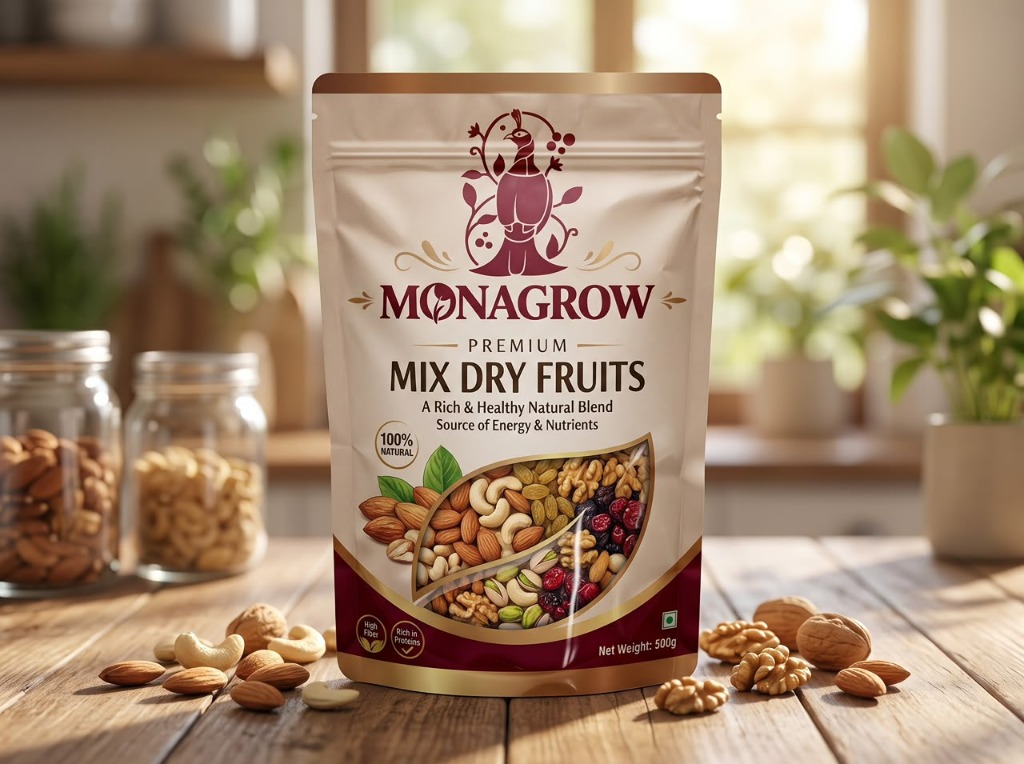 MONAGROW
PREMIUM
MIX DRY FRUITS
A Rich & Healthy Natural Blend
Source of Energy & Nutrients
100%
NATURAL
High
Fiber
Rich in
Proteins
Net Weight: 500g